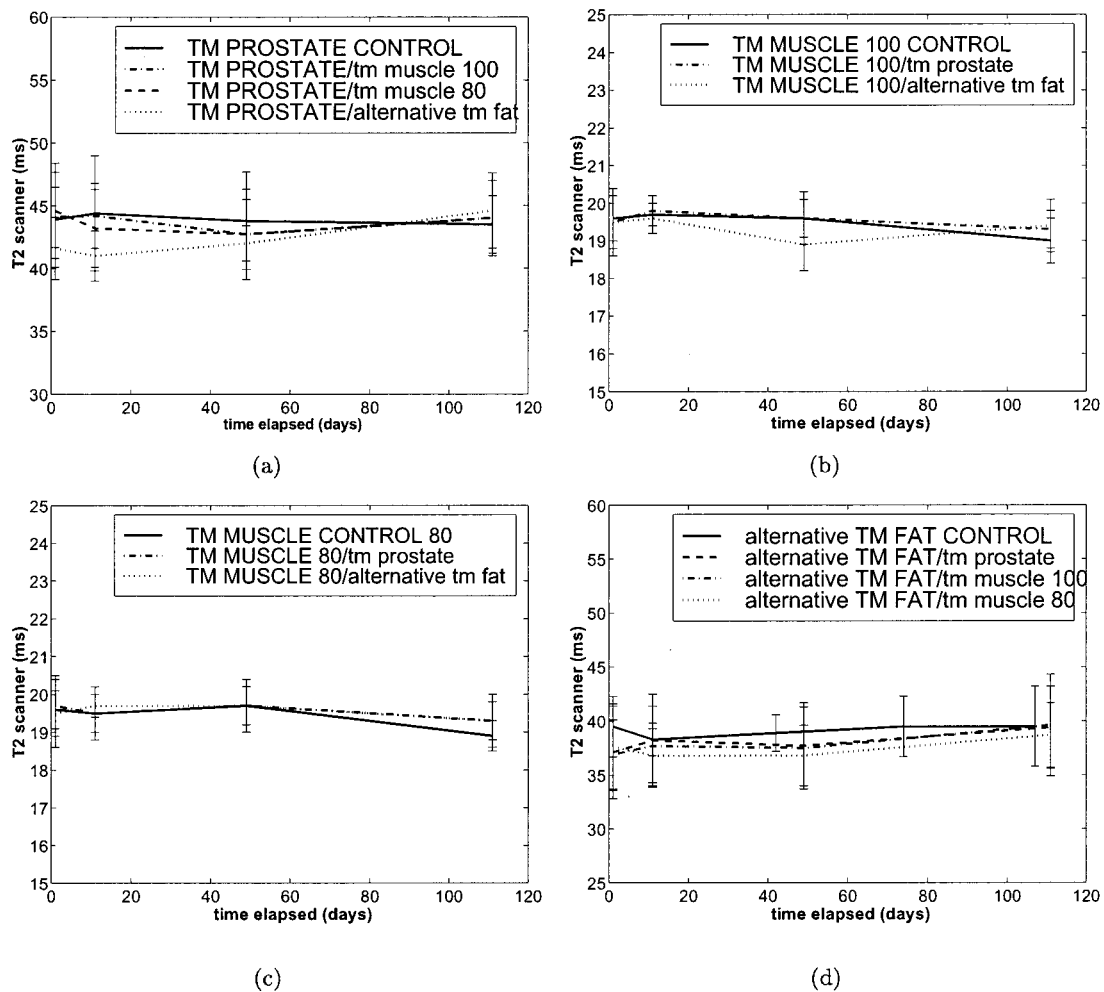 60
55
50
45
40
35
30
T2 scanner (ms)
TM PROSTATE CONTROL
TM PROSTATE/tm muscle 100
TM PROSTATE/tm muscle 80
TM PROSTATE/alternative tm fat
0 20 40 60 80 100 120
time elapsed (days)
(a)
25
24
23
22
21
20
19
18
17
16
15
T2 scanner (ms)
TM MUSCLE 100 CONTROL
TM MUSCLE 100/tm prostate
TM MUSCLE 100/alternative tm fat
0 20 40 60 80 100 120
time elapsed (days)
(b)
25
24
23
22
21
20
19
18
17
16
15
T2 scanner (ms)
TM MUSCLE CONTROL 80
TM MUSCLE 80/tm prostate
TM MUSCLE 80/alternative tm fat
0 20 40 60 80 100 120
time elapsed (days)
(c)
60
55
50
45
40
35
30
25
T2 scanner (ms)
alternative TM FAT CONTROL
alternative TM FAT/tm prostate
alternative TM FAT/tm muscle 100
alternative TM FAT/tm muscle 80
0 20 40 60 80 100 120
time elapsed (days)
(d)